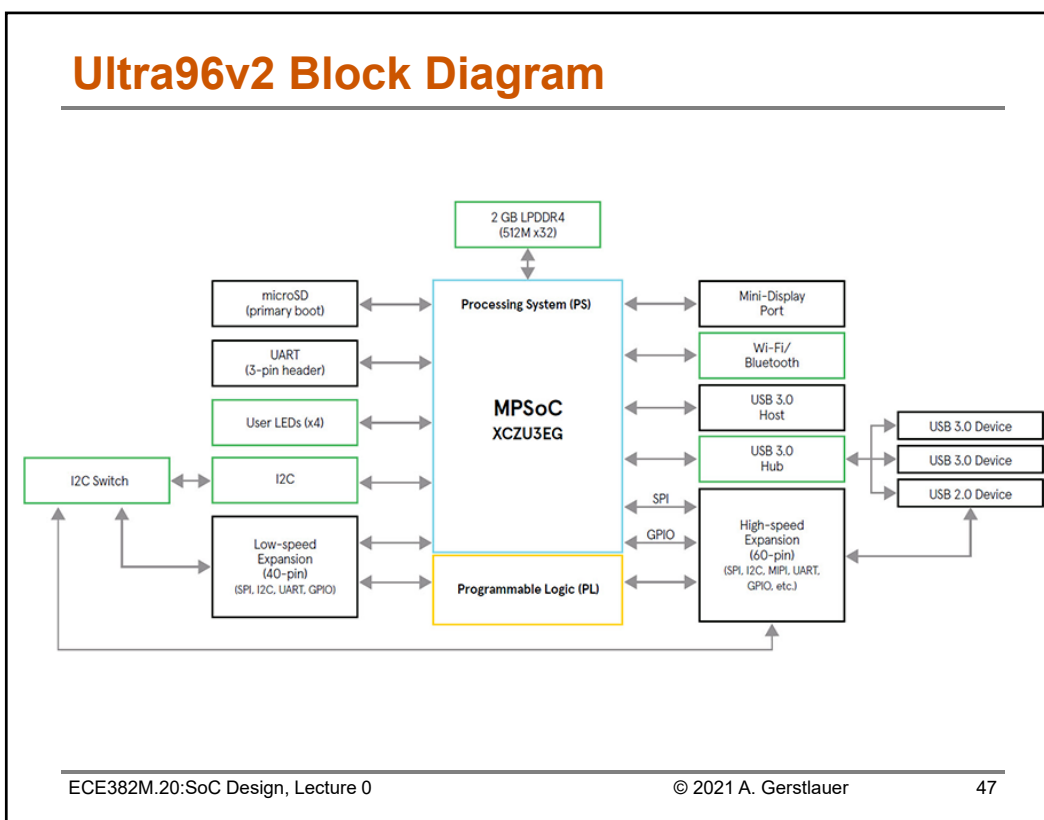 Ultra96v2 Block Diagram
2 GB LPDDR4
(512M x32)
microSD
(primary boot)
UART
(3-pin header)
User LEDs (x4)
I2C Switch
I2C
Low-speed
Expansion
(40-pin)
(SPI, I2C, UART, GPIO)
Processing System (PS)
MPSoC
XCZU3EG
Programmable Logic (PL)
Mini-Display
Port
Wi-Fi/
Bluetooth
USB 3.0
Host
USB 3.0
Hub
SPI
GPIO
High-speed
Expansion
(60-pin)
(SPI, I2C, MIPI, UART,
GPIO, etc.)
USB 3.0 Device
USB 3.0 Device
USB 2.0 Device
ECE382M.20:SoC Design, Lecture 0
© 2021 A. Gerstlauer
47